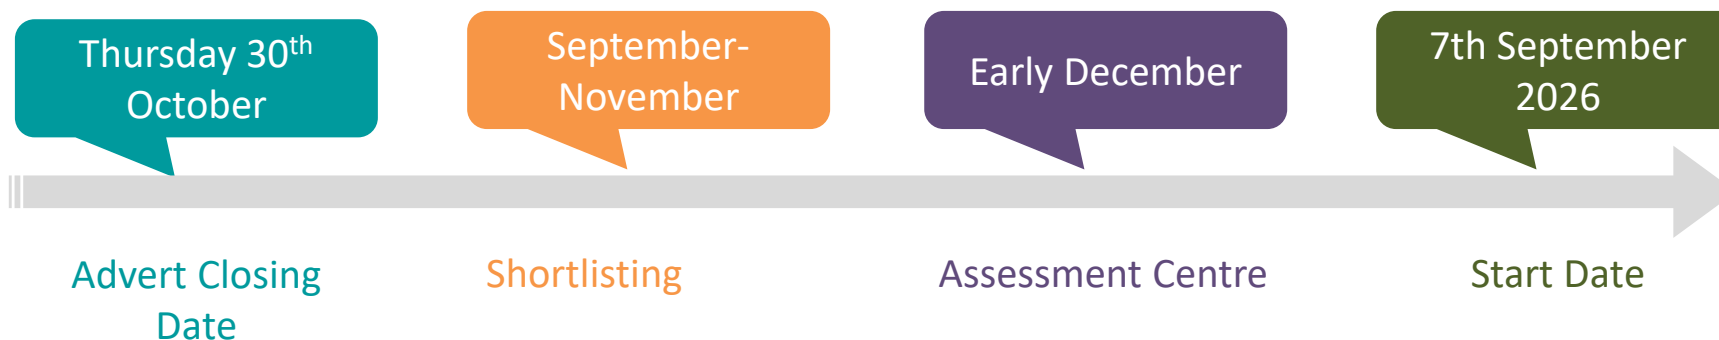 Thursday 30th
October
September-
November
Early December
7th September
2026
Advert Closing
Date
Shortlisting
Assessment Centre
Start Date